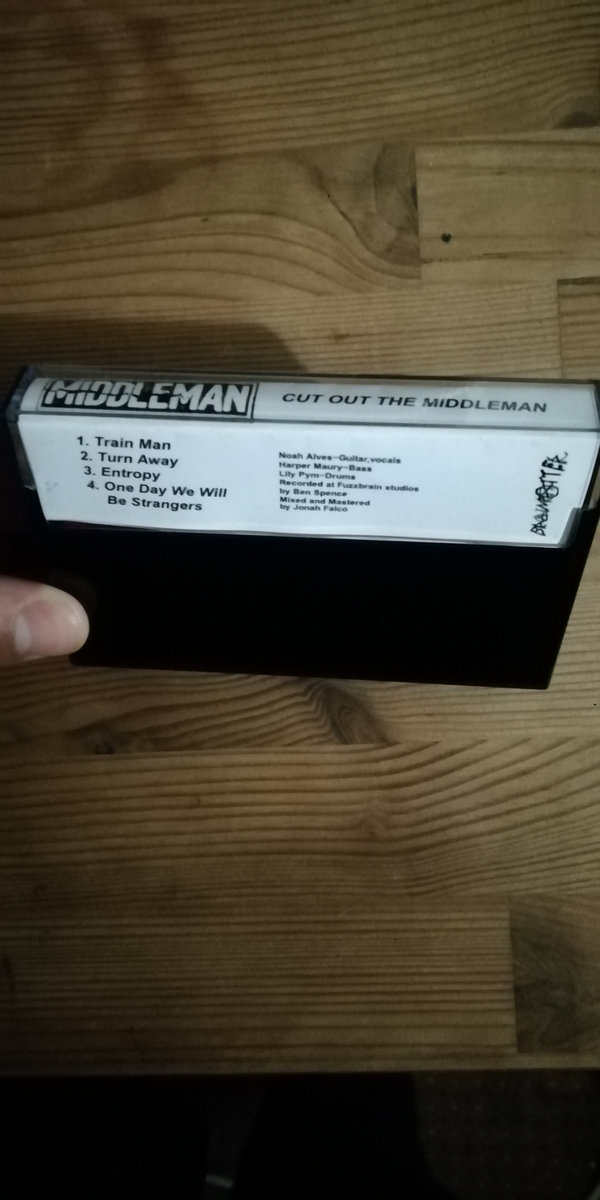 MIDDLEMAN
CUT OUT THE MIDDLEMAN
1. Train Man
2. Turn Away
3. Entropy
4. One Day We Will
Be Strangers
Noah Alves-Guitar,vocals
Harper Maury-Bass
Lily Pym-Drums
Recorded at Fuzzbrain studios
by Ben Spence
Mixed and Mastered
by Jonah Falco